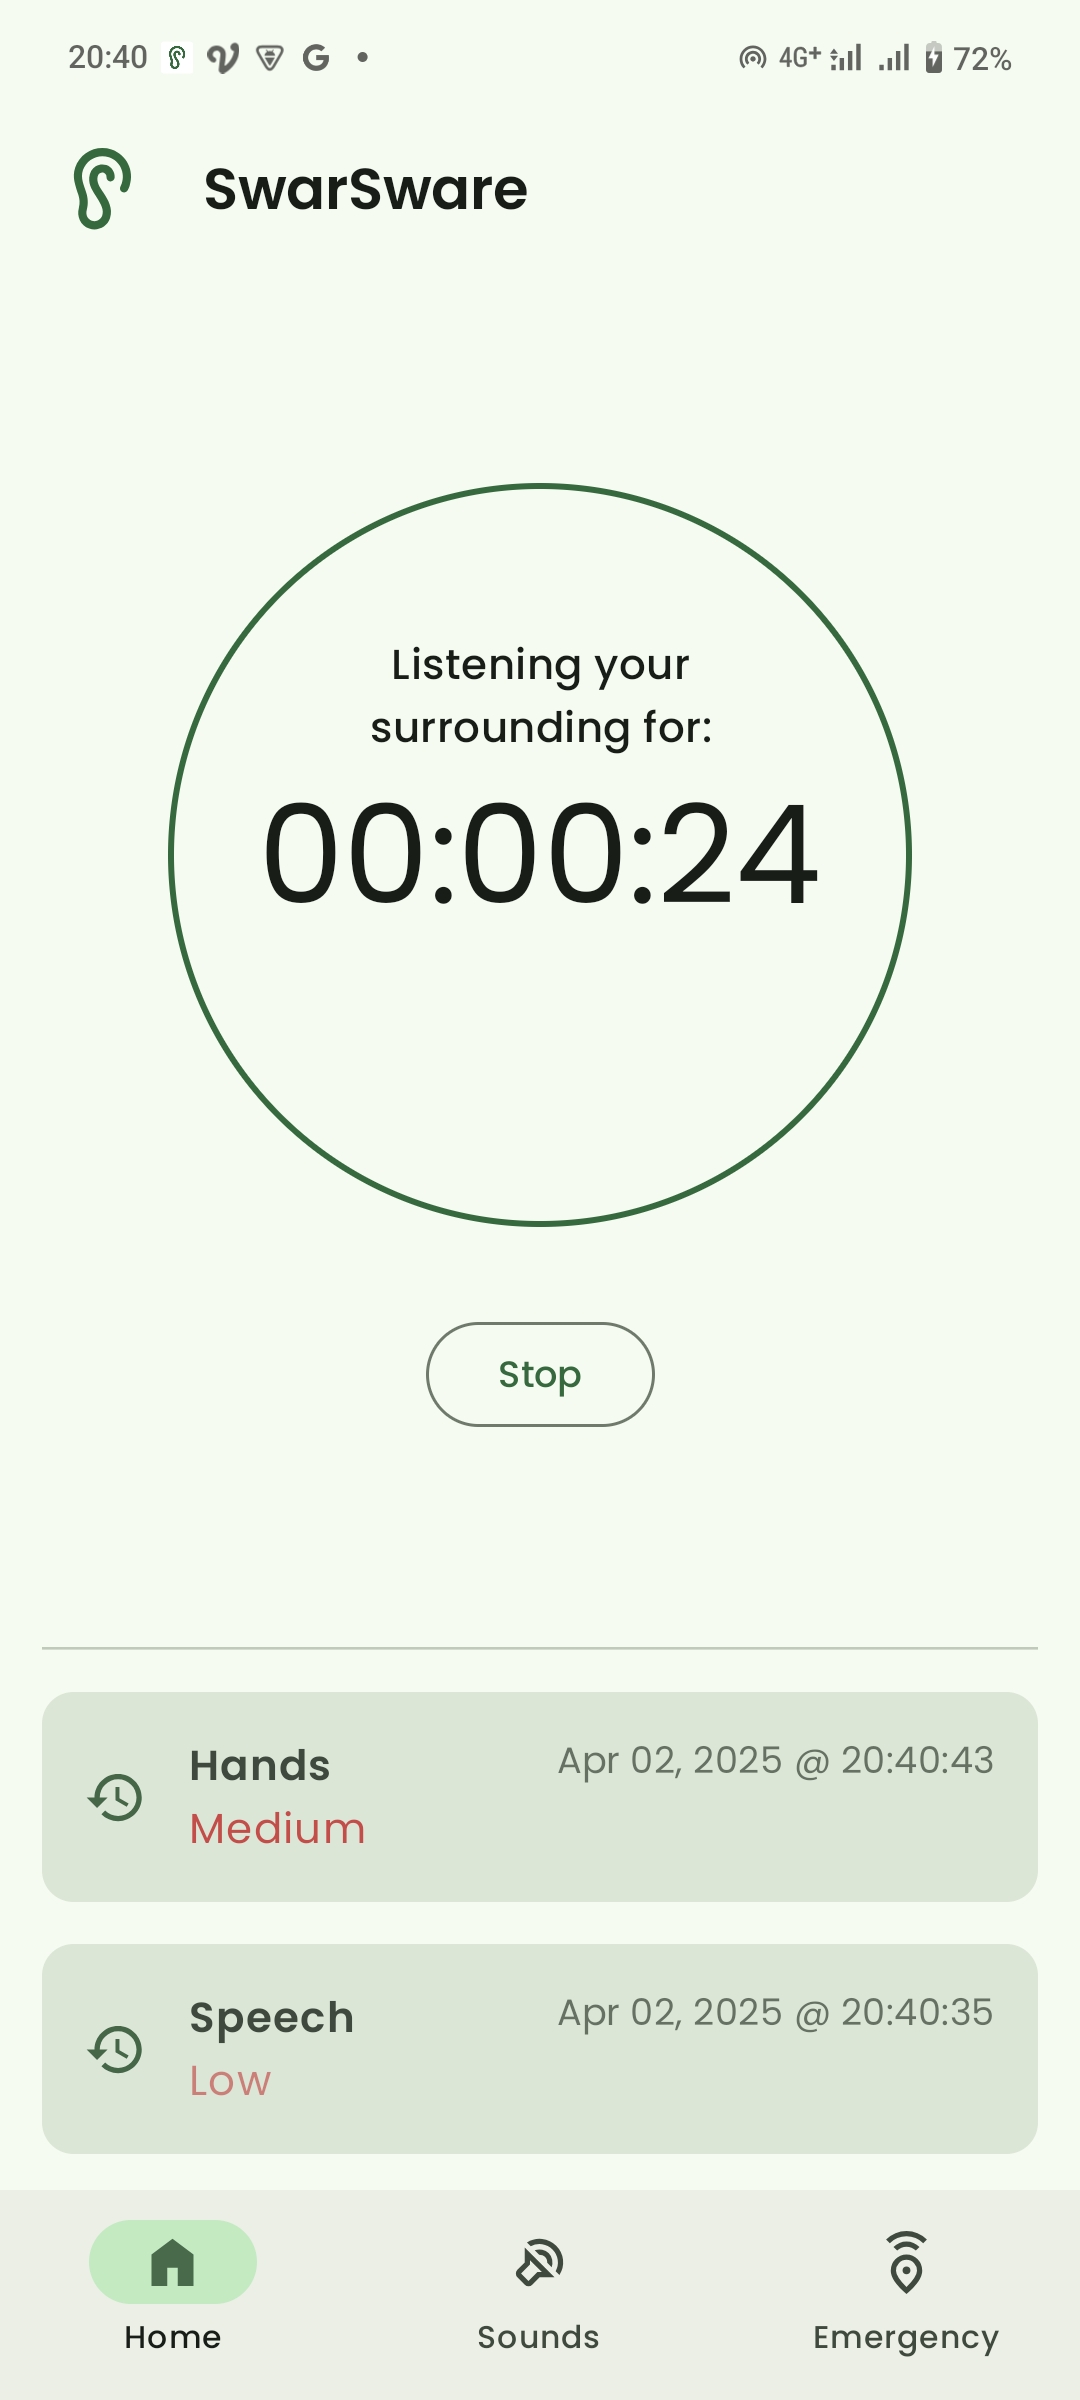 20:40
4G+ 72%
SwarSware
Listening your
surrounding for:
00:00:24
Stop
Hands
Apr 02, 2025 @ 20:40:43
Medium
Speech
Apr 02, 2025 @ 20:40:35
Low
Home
Sounds
Emergency